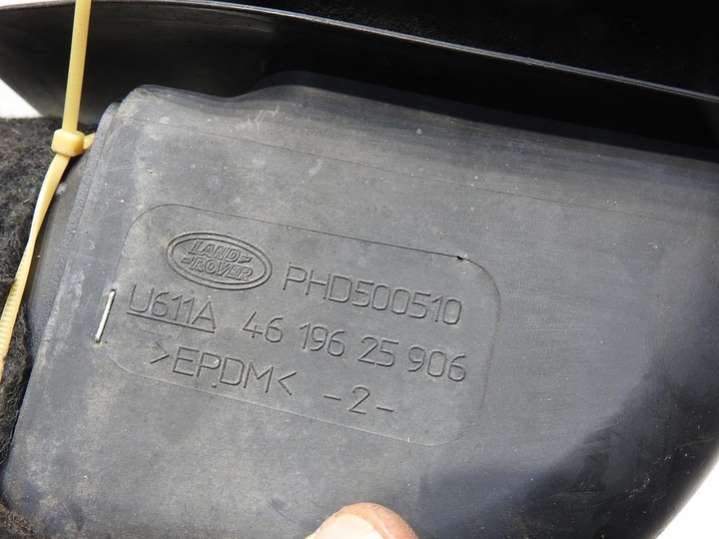 LAND-
-ROVER
PHD500510
U611A 46 196 25 906
>EPDM< -2-